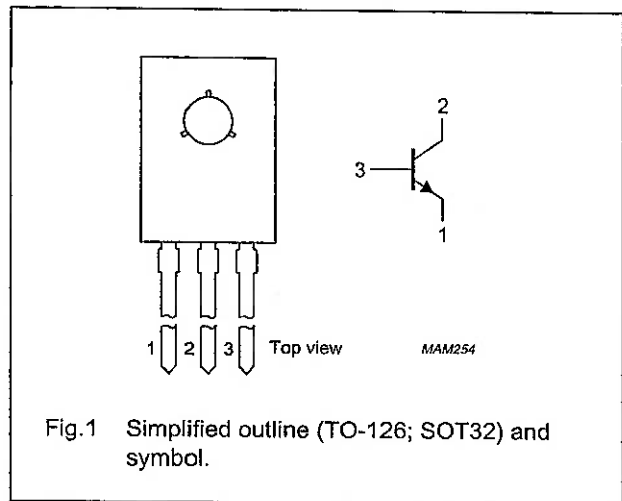 2
3
1
1 2 3 Top view
MAM254
Fig.1 Simplified outline (TO-126; SOT32) and
symbol.